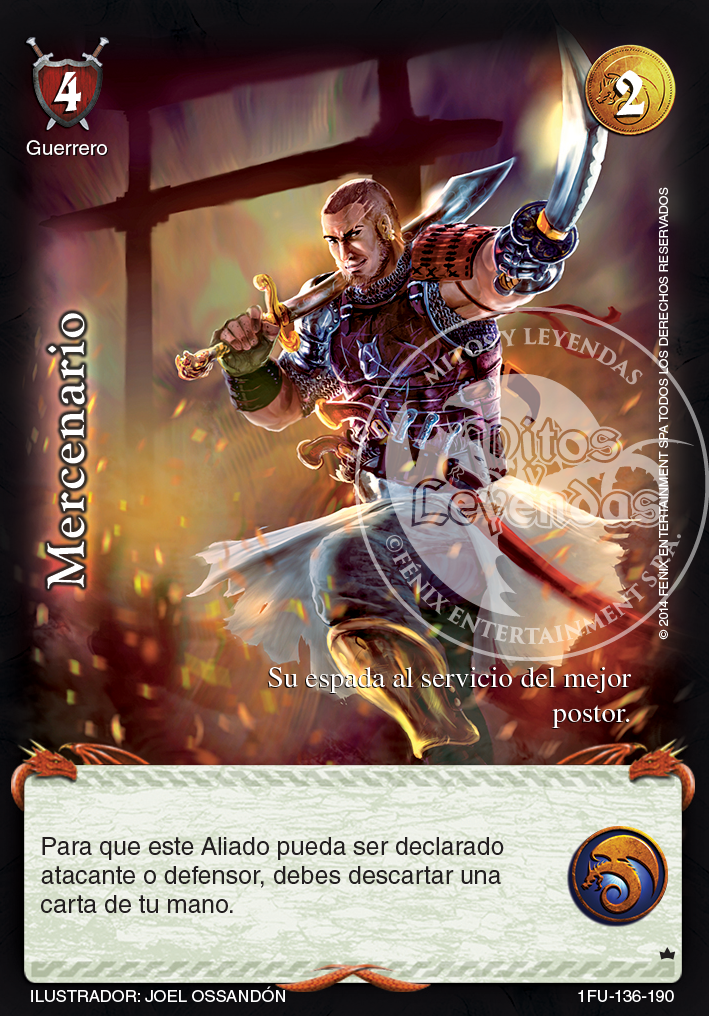 4
2
Guerrero
Mercenario
© 2014 FENIX ENTERTAINMENT SPA TODOS LOS DERECHOS RESERVADOS
MITOS Y LEYENDAS
Mitos
y
Leyendas
© FENIX ENTERTAINMENT S.P.A.
Su espada al servicio del mejor
postor.
Para que este Aliado pueda ser declarado
atacante o defensor, debes descartar una
carta de tu mano.
ILUSTRADOR: JOEL OSSANDÓN
1FU-136-190